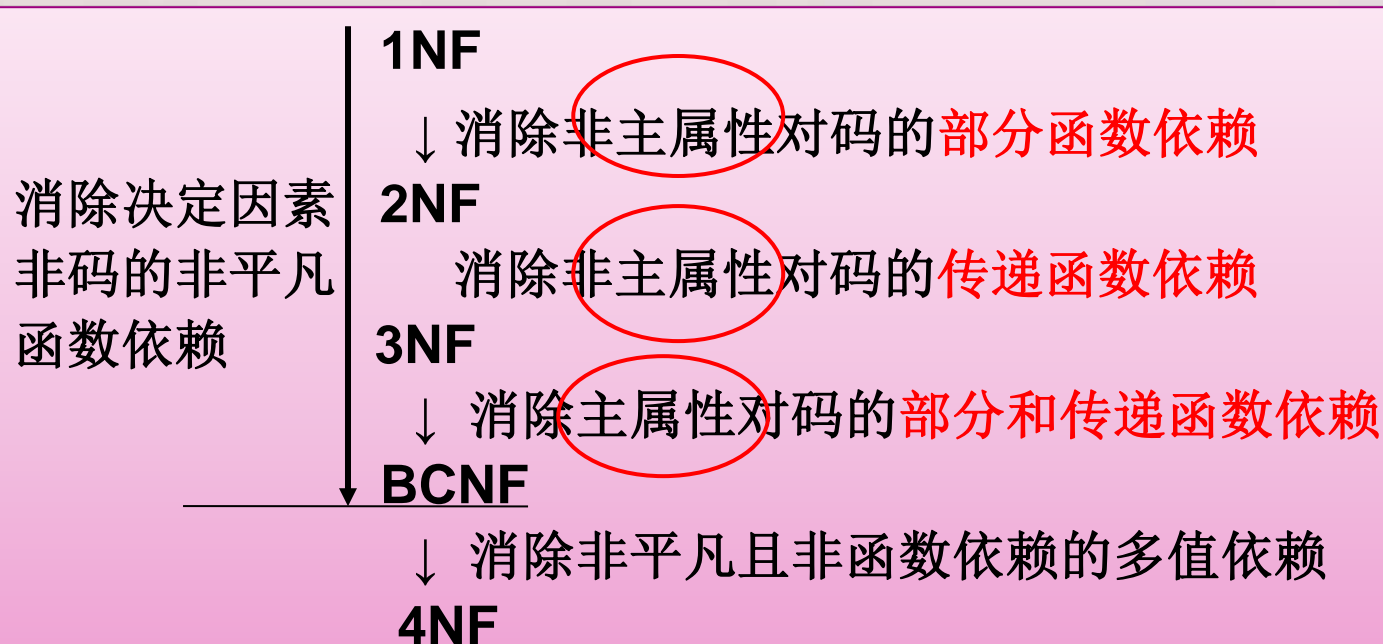 1NF
↓ 消除非主属性对码的部分函数依赖
消除决定因素
非码的非平凡
函数依赖
2NF
消除非主属性对码的传递函数依赖
3NF
↓ 消除主属性对码的部分和传递函数依赖
BCNF
↓ 消除非平凡且非函数依赖的多值依赖
4NF